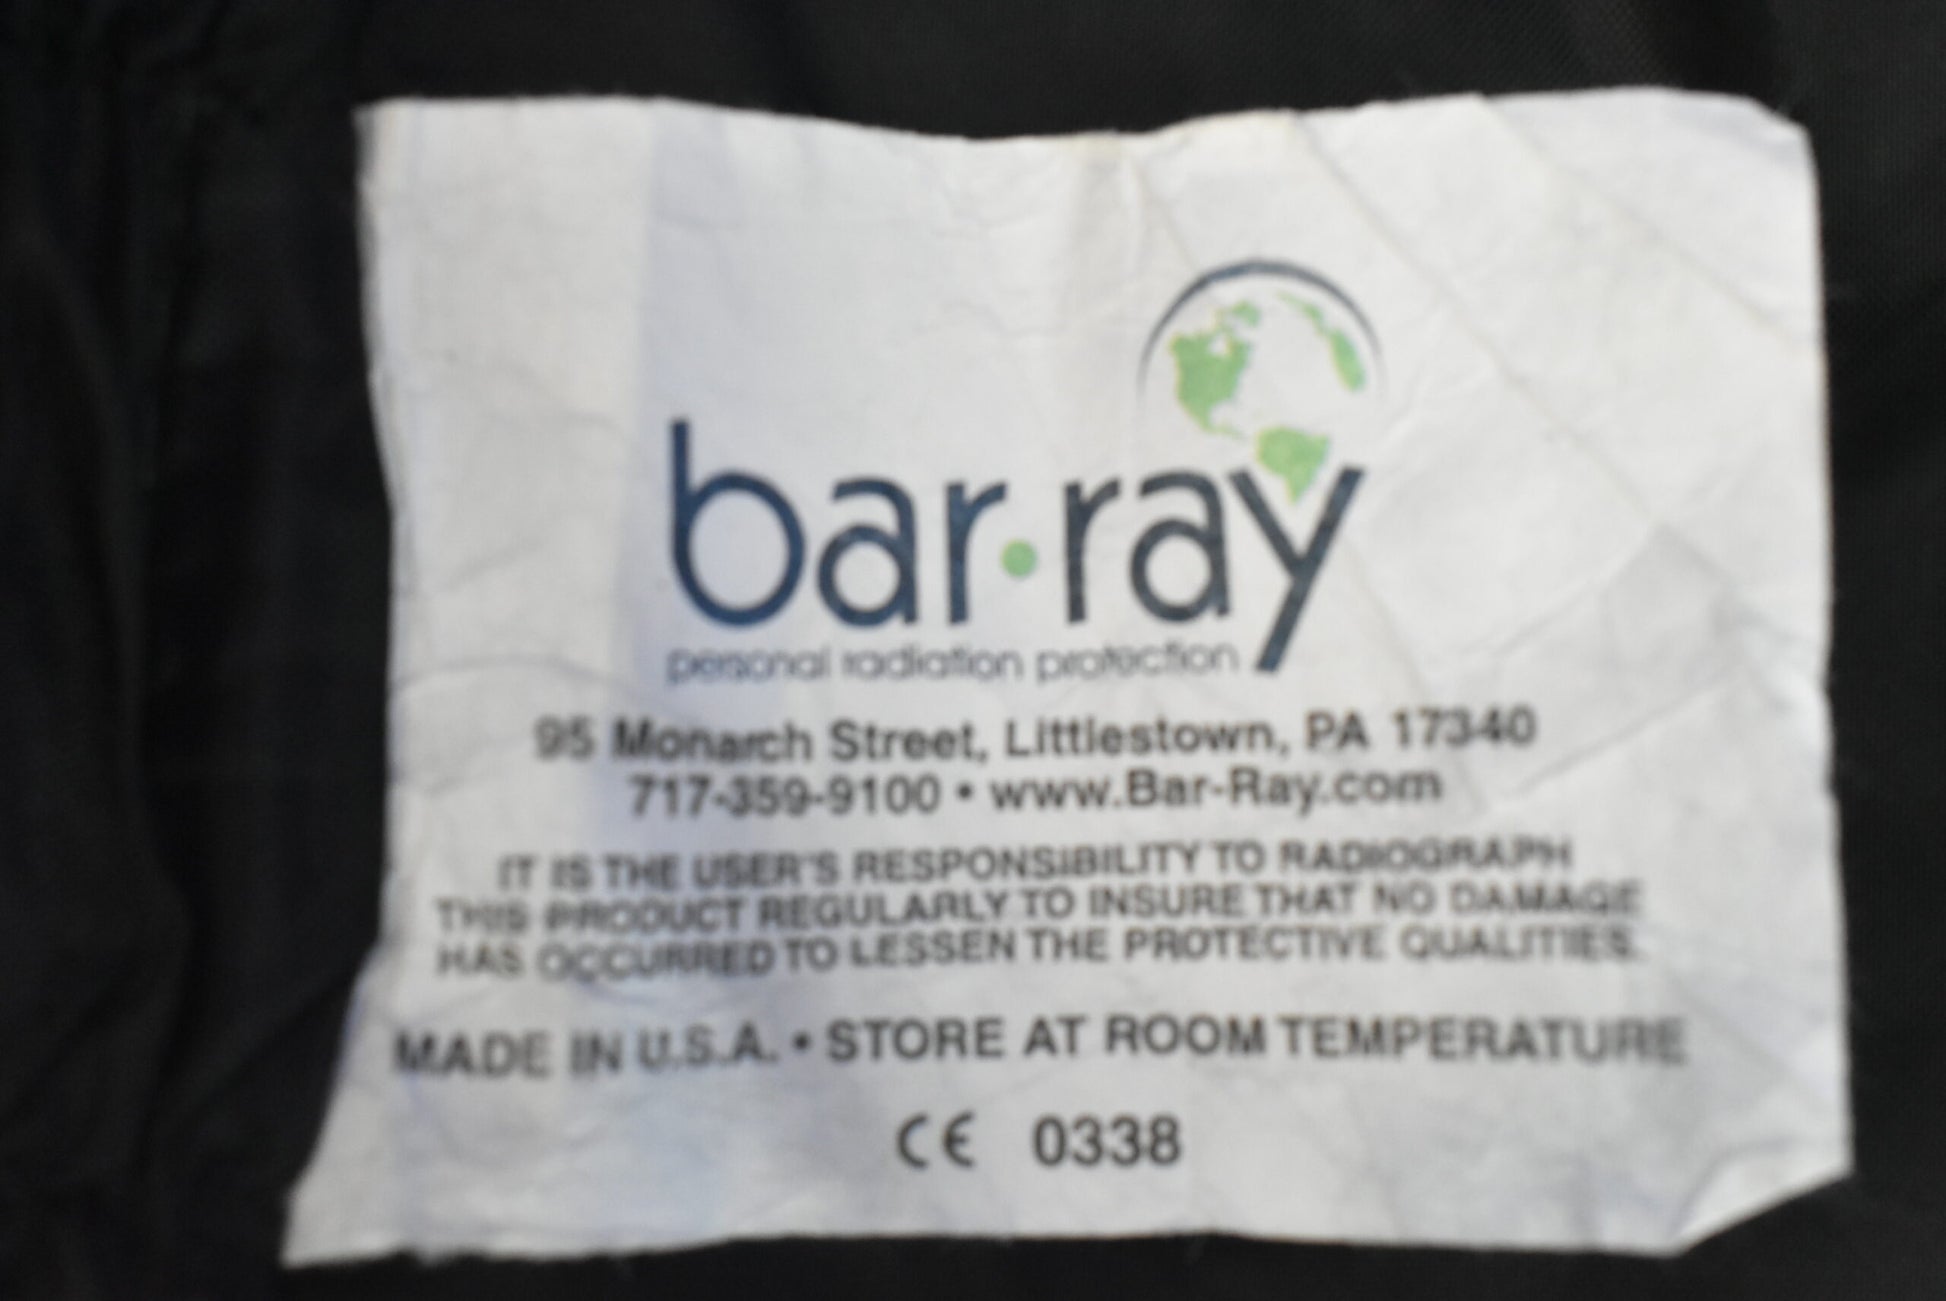 bar·ray
personal radiation protection
95 Monarch Street, Littlestown, PA 17340
717-359-9100 • www.Bar-Ray.com
IT IS THE USER'S RESPONSIBILITY TO RADIOGRAPH
THIS PRODUCT REGULARLY TO INSURE THAT NO DAMAGE
HAS OCCURRED TO LESSEN THE PROTECTIVE QUALITIES.
MADE IN U.S.A. • STORE AT ROOM TEMPERATURE
CE 0338